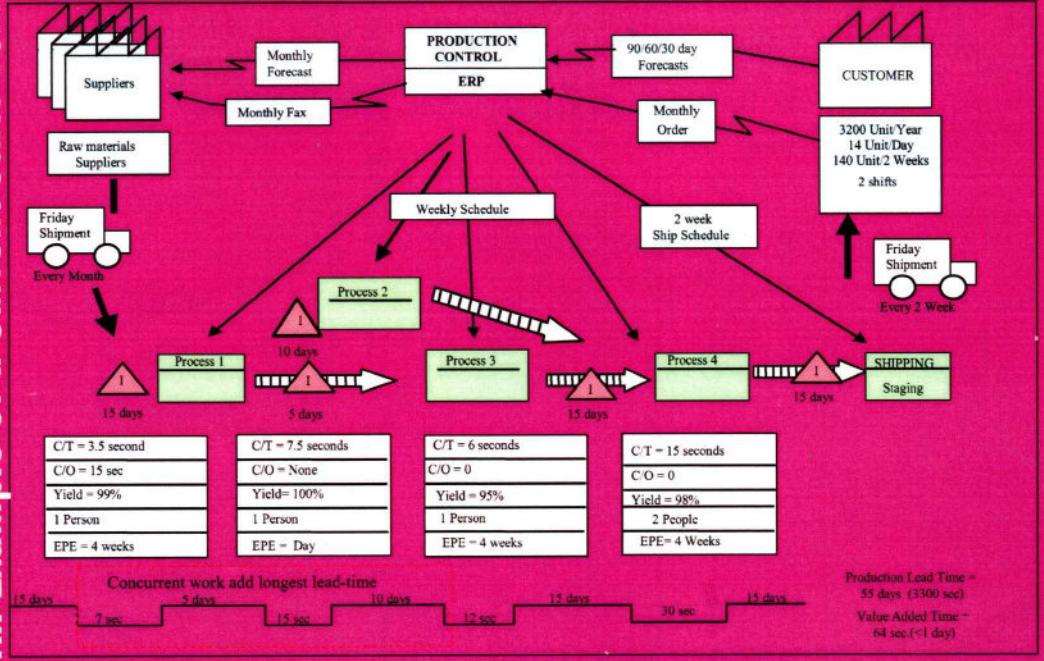 Suppliers
Monthly
Forecast
PRODUCTION
CONTROL
ERP
90/60/30 day
Forecasts
CUSTOMER
Monthly Fax
Monthly
Order
Raw materials
Suppliers
3200 Unit/Year
14 Unit/Day
140 Unit/2 Weeks
2 shifts
Friday
Shipment
Every Month
Weekly Schedule
2 week
Ship Schedule
Friday
Shipment
Every 2 Week
Process 2
1
10 days
1
15 days
Process 1
1
5 days
Process 3
1
15 days
Process 4
1
15 days
SHIPPING
Staging
C/T = 3.5 second
C/O = 15 sec
Yield = 99%
1 Person
EPE = 4 weeks
C/T = 7.5 seconds
C/O = None
Yield= 100%
1 Person
EPE = Day
C/T = 6 seconds
C/O = 0
Yield = 95%
1 Person
EPE = 4 weeks
C/T = 15 seconds
C/O = 0
Yield = 98%
2 People
EPE= 4 Weeks
Concurrent work add longest lead-time
15 days
7 sec
5 days
15 sec
10 days
12 sec
15 days
30 sec
15 days
Production Lead Time =
55 days (3300 sec)
Value Added Time =
64 sec.(<1 day)